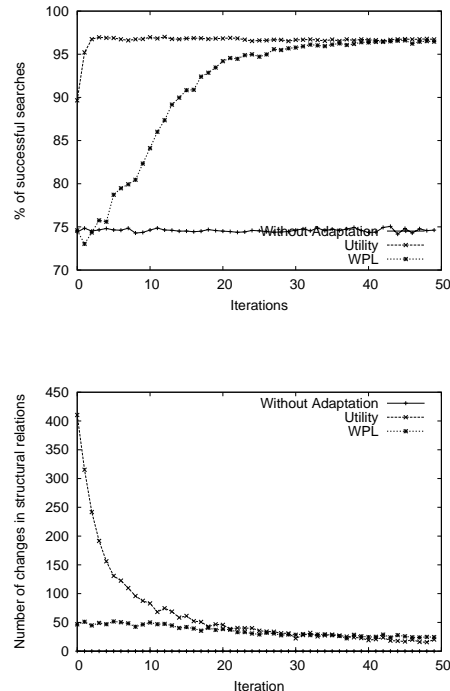 100
95
90
85
80
75
70
% of successful searches
Without Adaptation
Utility
WPL
0 10 20 30 40 50
Iterations
450
400
350
300
250
200
150
100
50
0
Number of changes in structural relations
Without Adaptation
Utility
WPL
0 10 20 30 40 50
Iteration